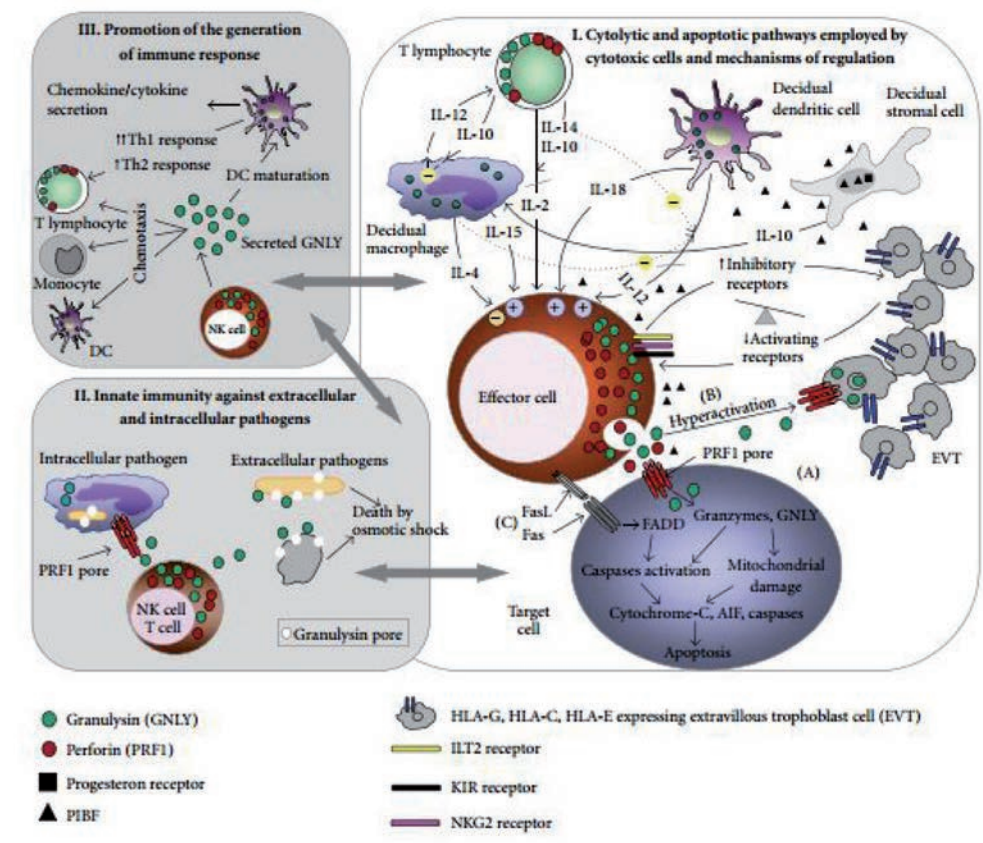 III. Promotion of the generation
of immune response
Chemokine/cytokine
secretion
⇈Th1 response
↑Th2 response
DC maturation
T lymphocyte
Chemotaxis
Secreted GNLY
Monocyte
DC
NK cell
I. Cytolytic and apoptotic pathways employed by
cytotoxic cells and mechanisms of regulation
T lymphocyte
Decidual
dendritic cell
Decidual
stromal cell
IL-12
IL-10
IL-14
IL-10
IL-18
IL-2
Decidual
macrophage
IL-15
IL-10
IL-4
IL-12
↑Inhibitory
receptors
↓Activating
receptors
Effector cell
(B)
Hyperactivation
PRF1 pore
(A)
EVT
(C)
FasL
Fas
FADD
Granzymes, GNLY
Caspases activation
Mitochondrial
damage
Cytochrome-C, AIF, caspases
Apoptosis
Target
cell
II. Innate immunity against extracellular
and intracellular pathogens
Intracellular pathogen
Extracellular pathogens
Death by
osmotic shock
PRF1 pore
NK cell
T cell
Granulysin pore
Granulysin (GNLY)
Perforin (PRF1)
Progesteron receptor
PIBF
HLA-G, HLA-C, HLA-E expressing extravillous trophoblast cell (EVT)
ILT2 receptor
KIR receptor
NKG2 receptor